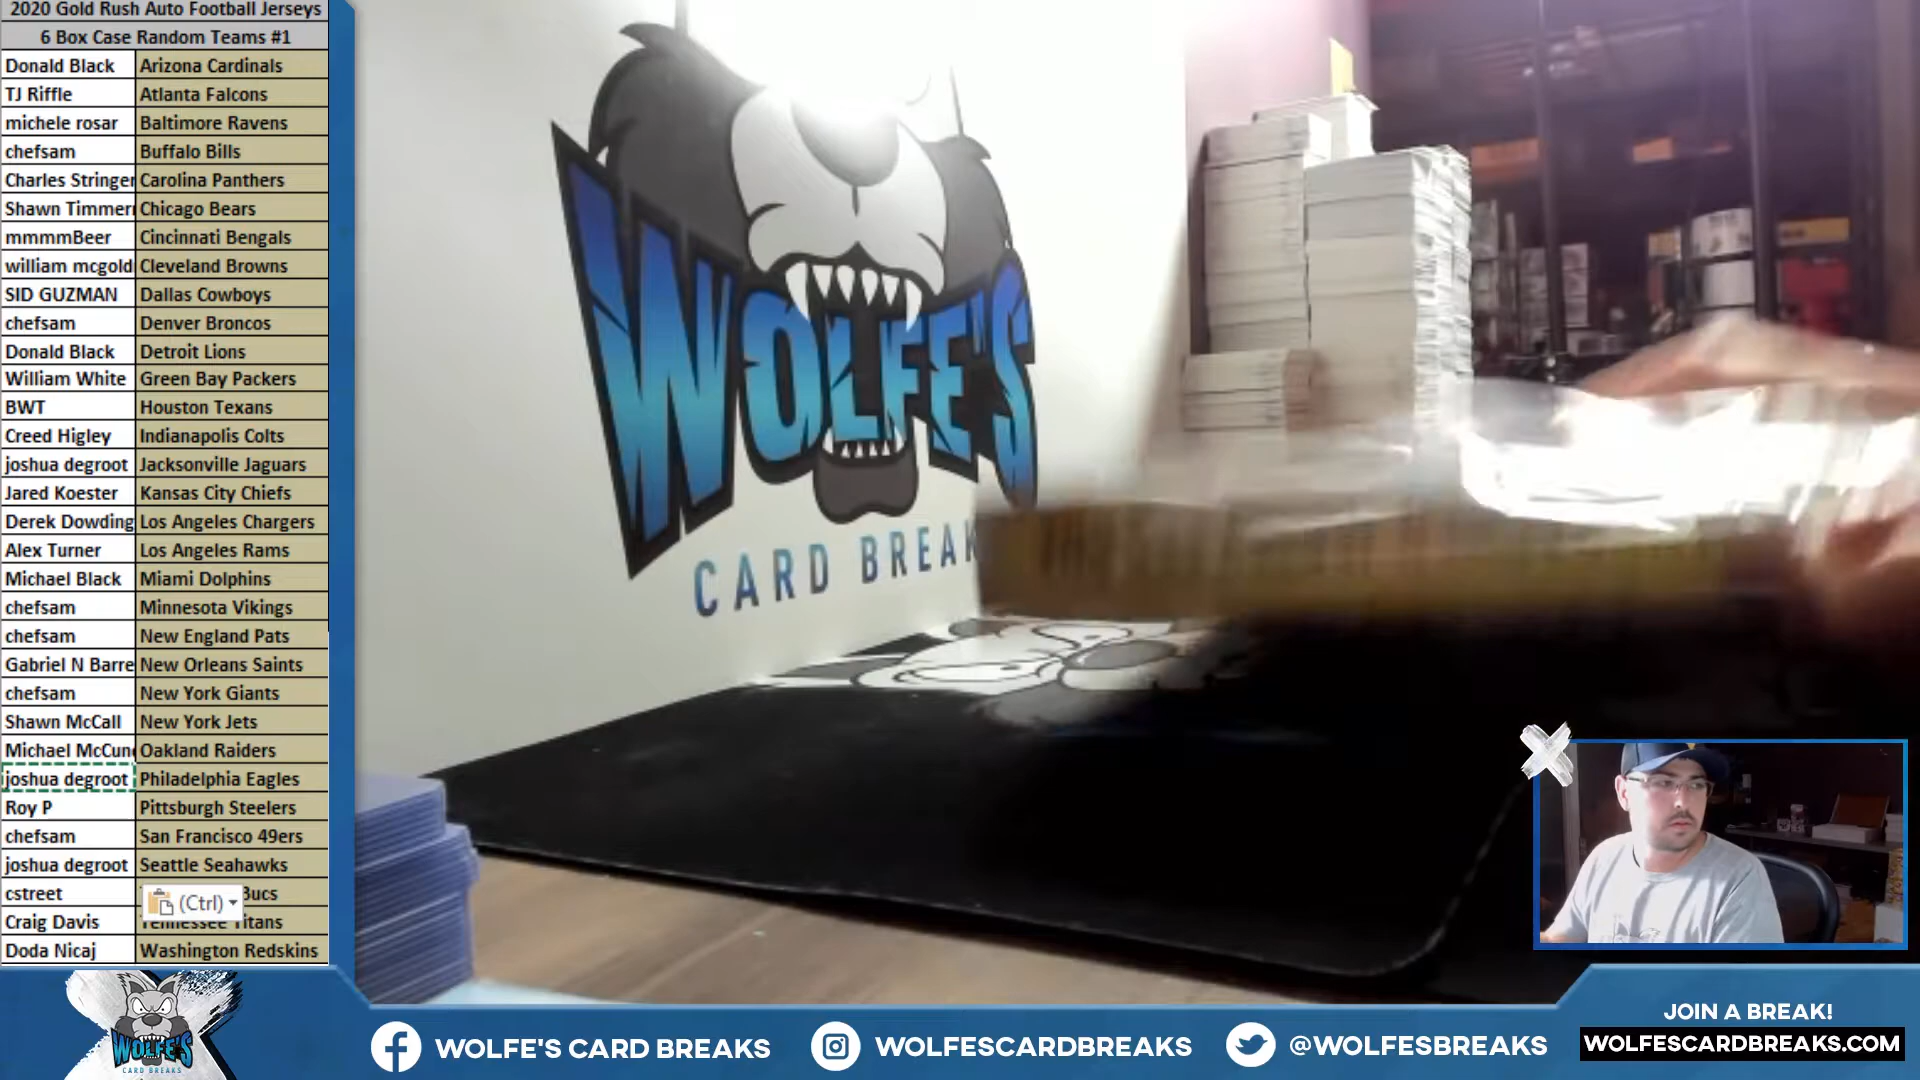 2020 Gold Rush Auto Football Jerseys
6 Box Case Random Teams #1
Donald Black Arizona Cardinals
TJ Riffle Atlanta Falcons
michele rosar Baltimore Ravens
chefsam Buffalo Bills
Charles Stringer Carolina Panthers
Shawn Timmer Chicago Bears
mmmmBeer Cincinnati Bengals
william mcgold Cleveland Browns
SID GUZMAN Dallas Cowboys
chefsam Denver Broncos
Donald Black Detroit Lions
William White Green Bay Packers
BWT Houston Texans
Creed Higley Indianapolis Colts
joshua degroot Jacksonville Jaguars
Jared Koester Kansas City Chiefs
Derek Dowding Los Angeles Chargers
Alex Turner Los Angeles Rams
Michael Black Miami Dolphins
chefsam Minnesota Vikings
chefsam New England Pats
Gabriel N Barre New Orleans Saints
chefsam New York Giants
Shawn McCall New York Jets
Michael McCun Oakland Raiders
joshua degroot Philadelphia Eagles
Roy P Pittsburgh Steelers
chefsam San Francisco 49ers
joshua degroot Seattle Seahawks
cstreet Bucs
(Ctrl)
Craig Davis Tennessee Titans
Doda Nicaj Washington Redskins
WOLFE'S
CARD BREAK
WOLFE'S
CARD BREAKS
WOLFE'S CARD BREAKS
WOLFESCARDBREAKS
@WOLFESBREAKS
JOIN A BREAK!
WOLFESCARDBREAKS.COM